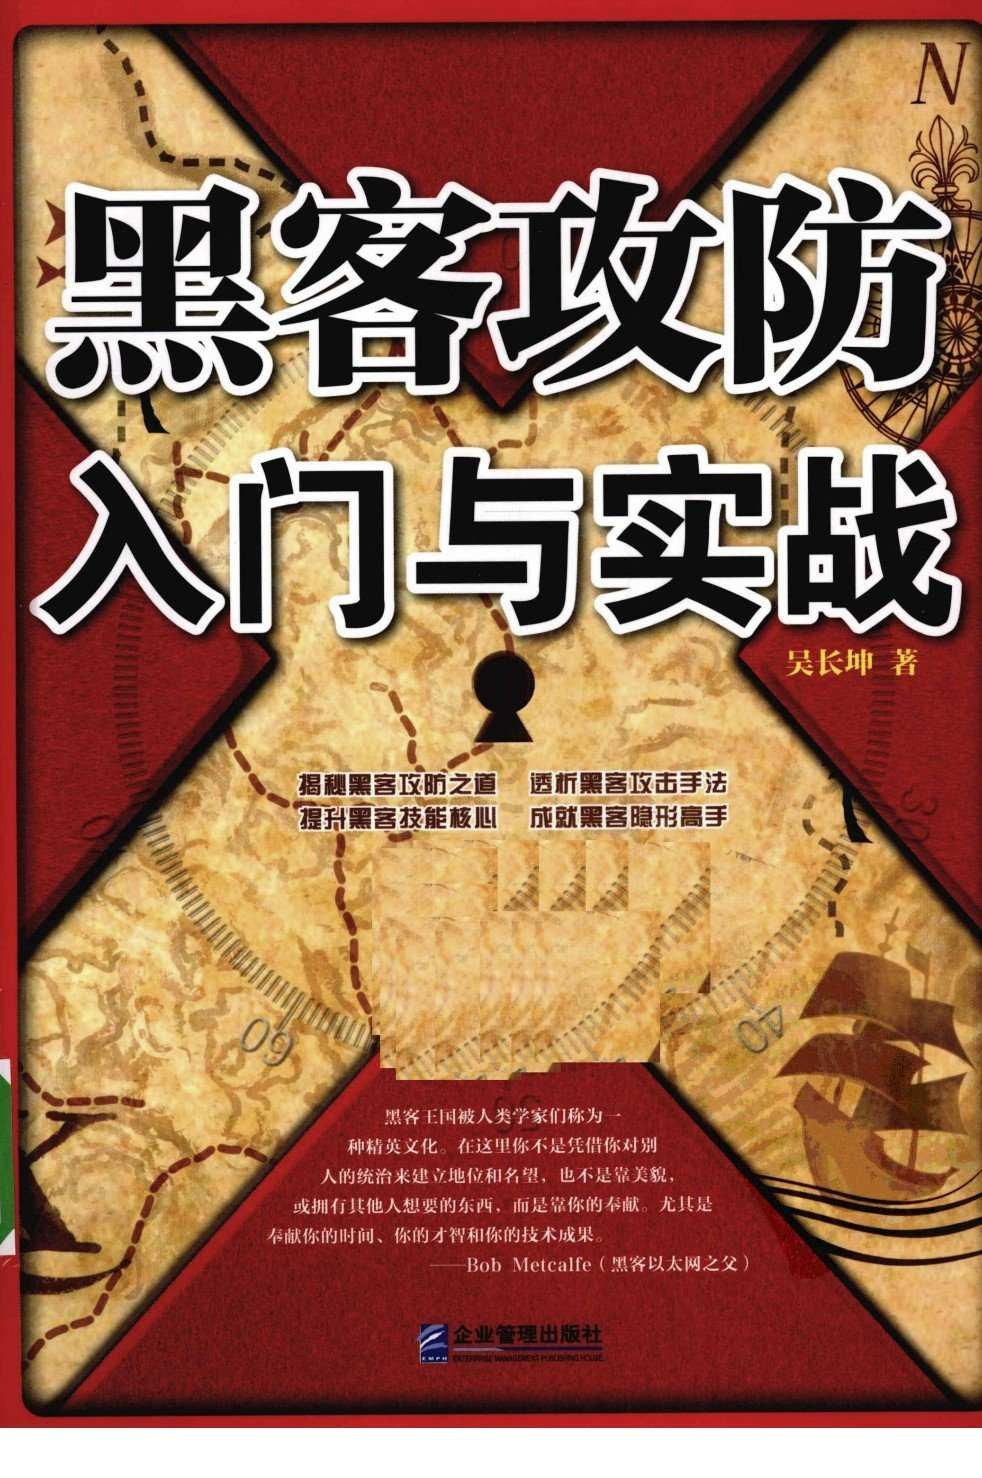 N
黑客攻防
入门与实战
吴长坤 著
揭秘黑客攻防之道 透析黑客攻击手法
提升黑客技能核心 成就黑客隐形高手
30
60
40
黑客王国被人类学家们称为一
种精英文化。在这里你不是凭借你对别
人的统治来建立地位和名望，也不是靠美貌，
或拥有其他人想要的东西，而是靠你的奉献。尤其是
奉献你的时间、你的才智和你的技术成果。
——Bob Metcalfe（黑客以太网之父）
EMPH 企业管理出版社
ENTERPRISE MANAGEMENT PUBLISHING HOUSE